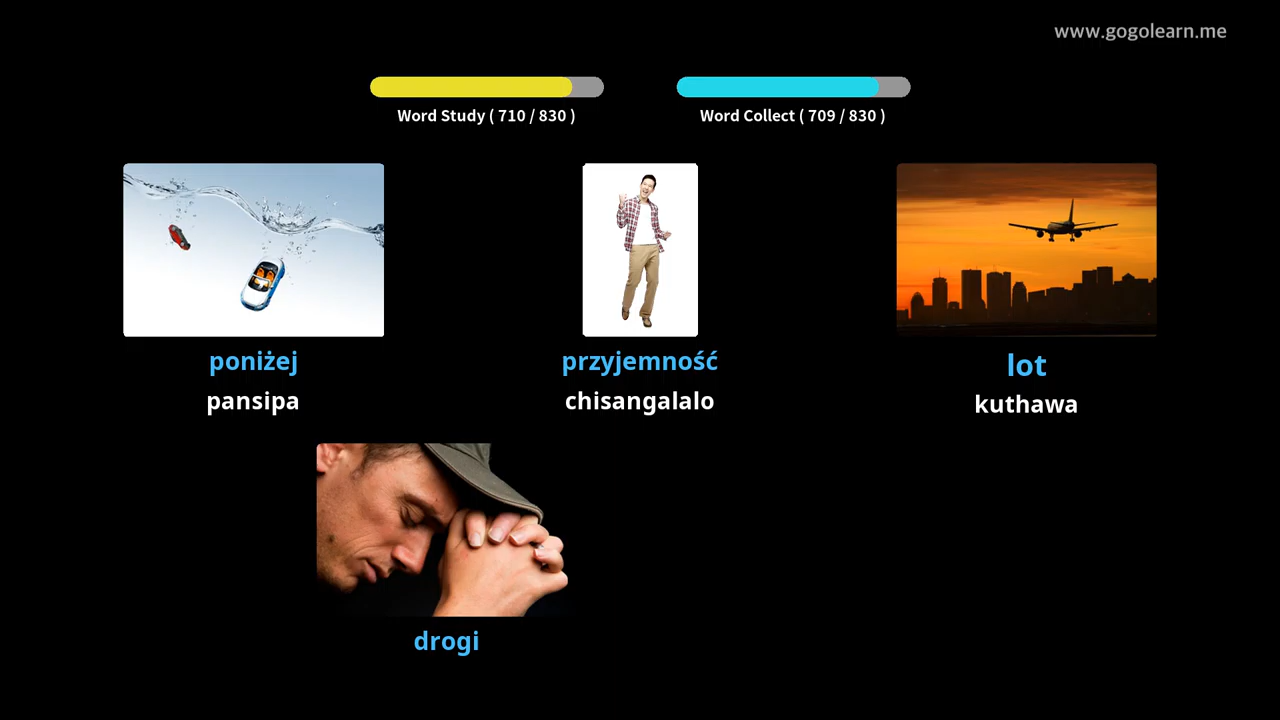 www.gogolearn.me
Word Study ( 710 / 830 )
Word Collect ( 709 / 830 )
poniżej
przyjemność
lot
pansipa
chisangalalo
kuthawa
drogi